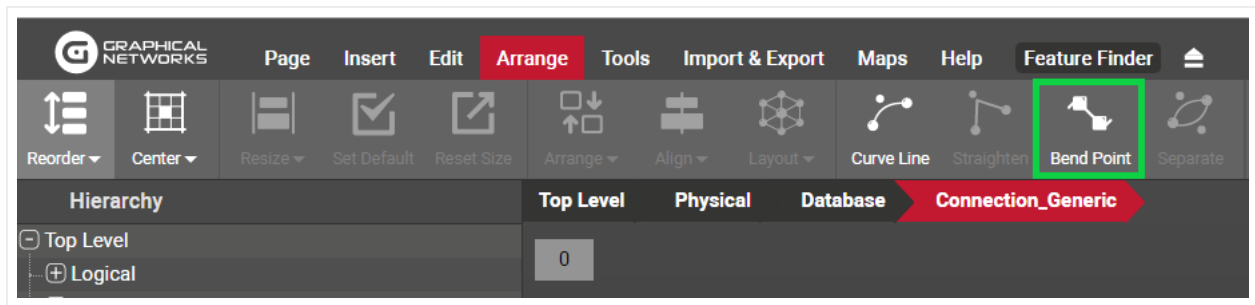 GRAPHICAL
NETWORKS
Page Insert Edit Arrange Tools Import & Export Maps Help Feature Finder
Reorder Center Resize Set Default Reset Size Arrange Align Layout Curve Line Straighten Bend Point Separate
Hierarchy Top Level Physical Database Connection_Generic
Top Level
0
Logical